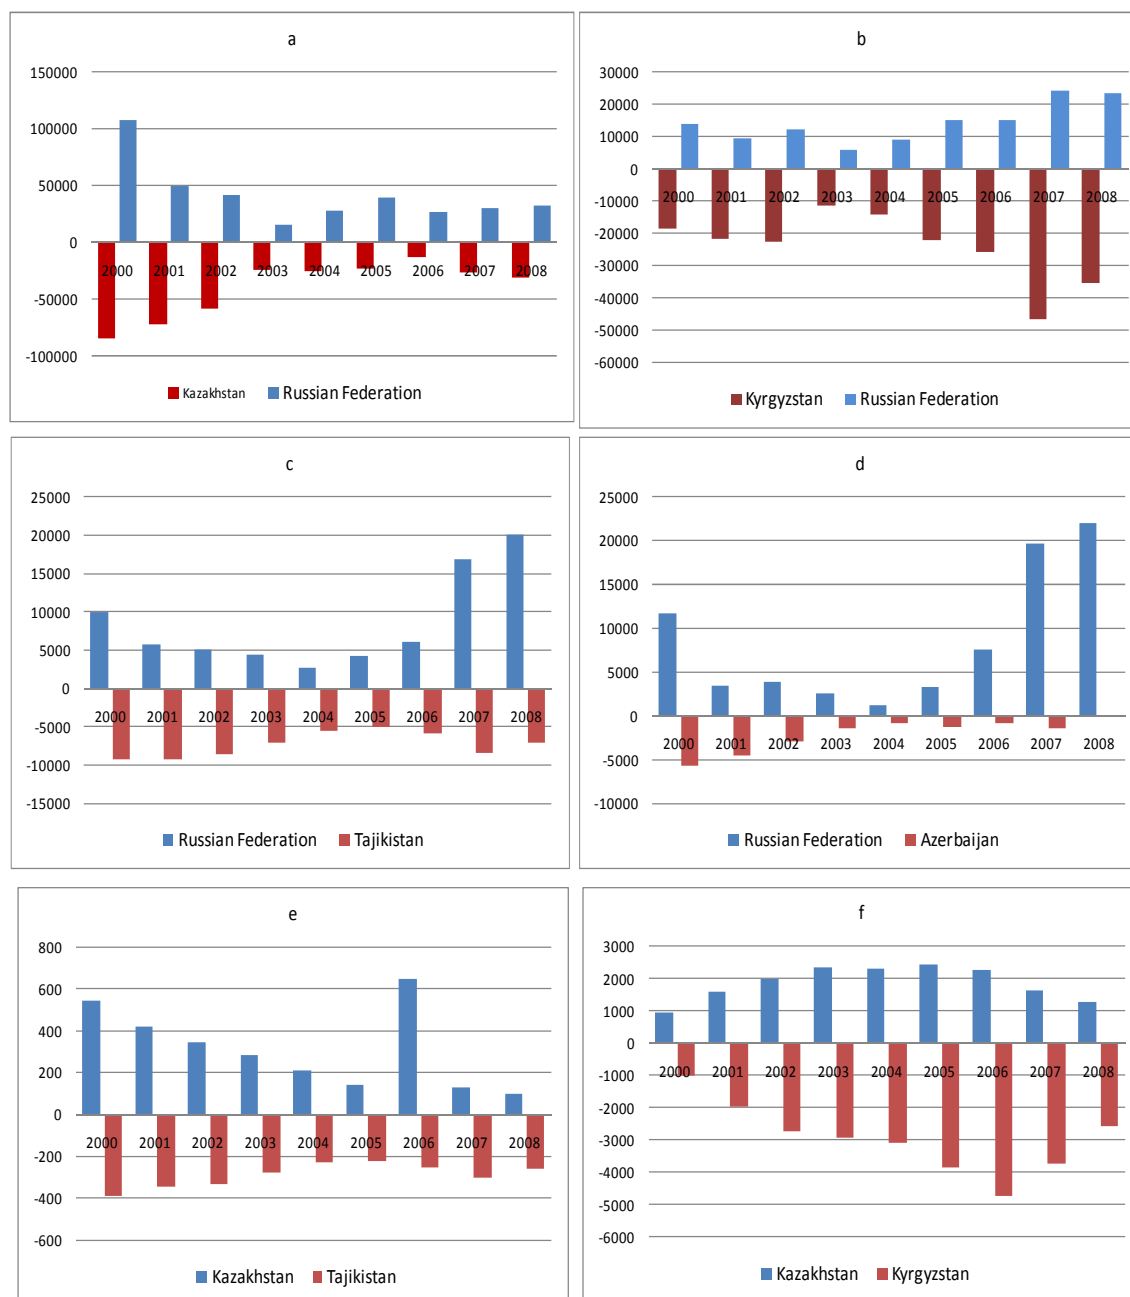 a
150000
100000
50000
0
-50000
-100000
2000 2001 2002 2003 2004 2005 2006 2007 2008
Kazakhstan Russian Federation
b
30000
20000
10000
0
-10000
-20000
-30000
-40000
-50000
-60000
2000 2001 2002 2003 2004 2005 2006 2007 2008
Kyrgyzstan Russian Federation
c
25000
20000
15000
10000
5000
0
-5000
-10000
-15000
2000 2001 2002 2003 2004 2005 2006 2007 2008
Russian Federation Tajikistan
d
25000
20000
15000
10000
5000
0
-5000
-10000
2000 2001 2002 2003 2004 2005 2006 2007 2008
Russian Federation Azerbaijan
e
800
600
400
200
0
-200
-400
-600
2000 2001 2002 2003 2004 2005 2006 2007 2008
Kazakhstan Tajikistan
f
3000
2000
1000
0
-1000
-2000
-3000
-4000
-5000
-6000
2000 2001 2002 2003 2004 2005 2006 2007 2008
Kazakhstan Kyrgyzstan